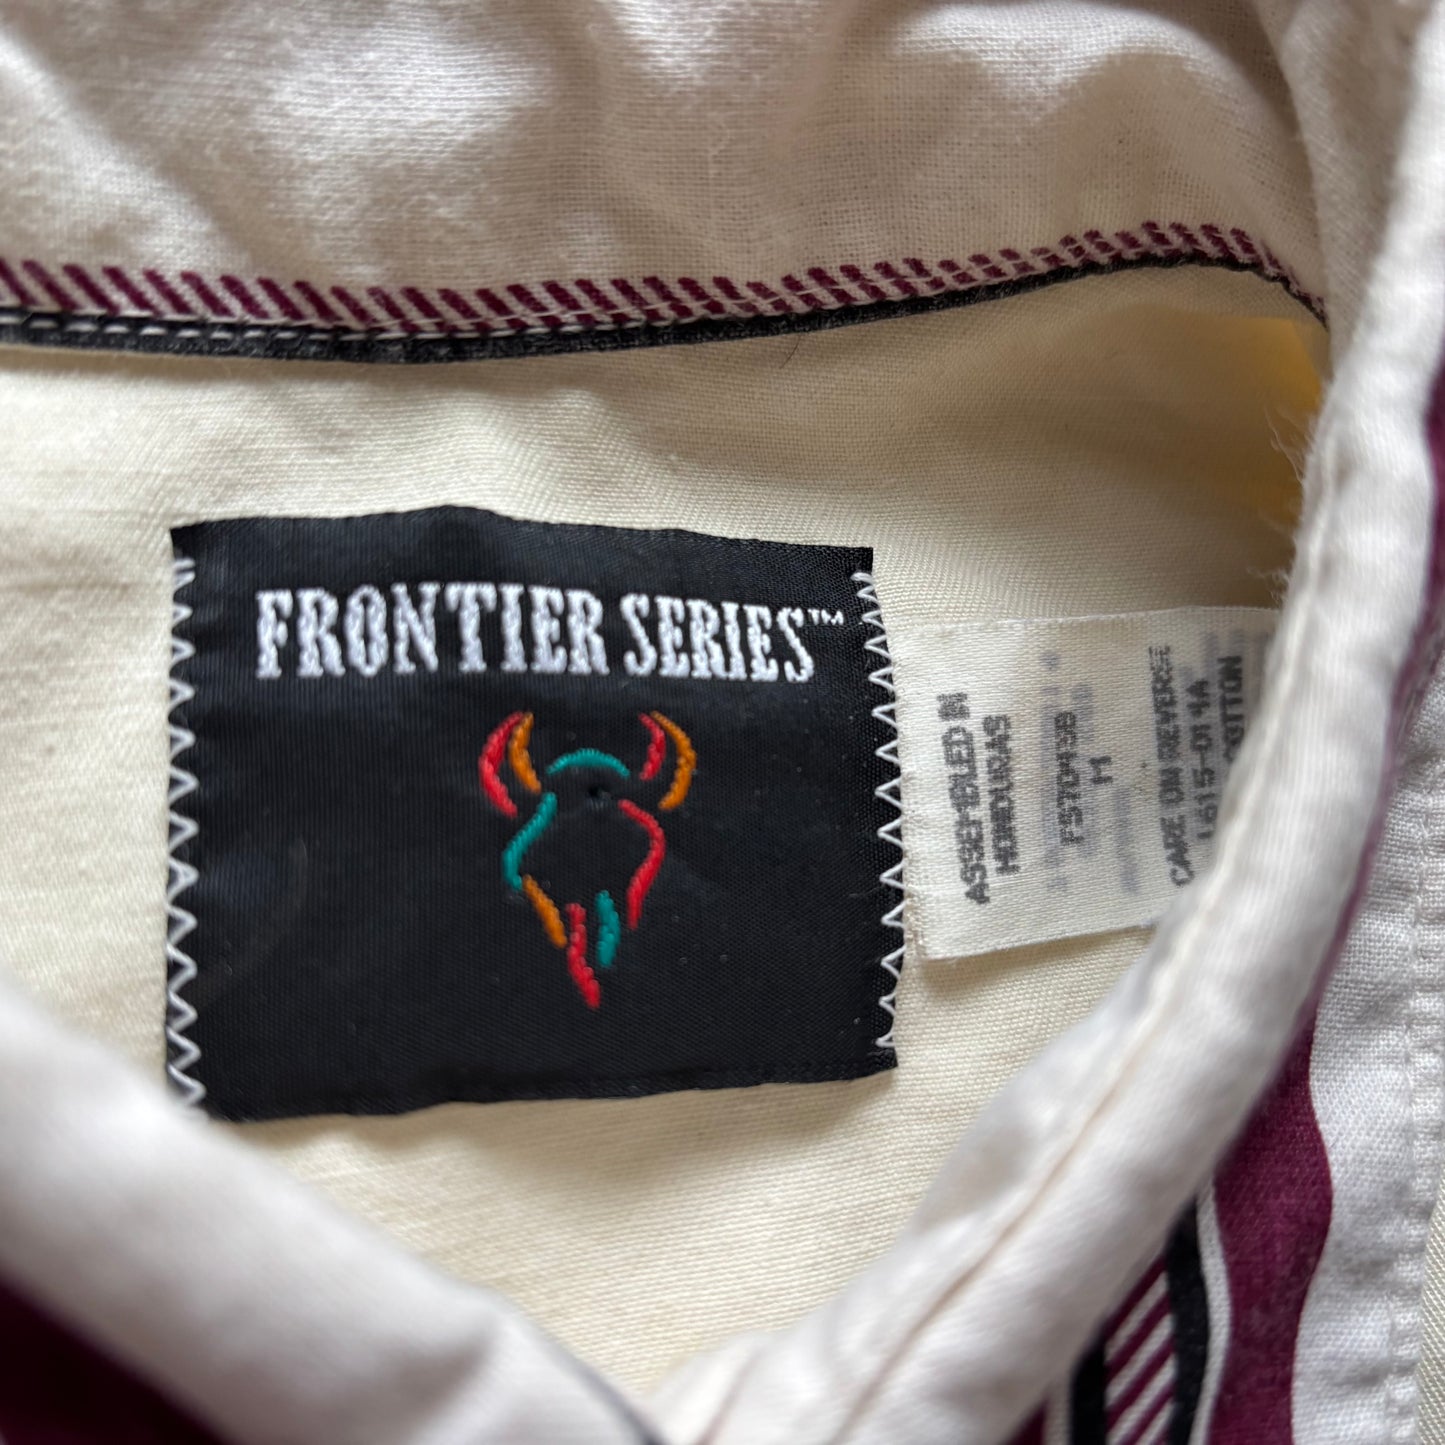 FRONTIER SERIES™
ASSEMBLED IN
HONDURAS
M
CARE ON REVERSE
COTTON